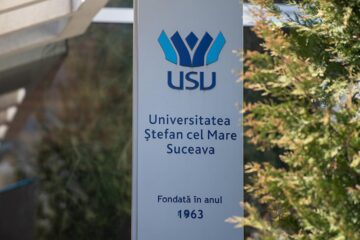 USV
Universitatea
Ștefan cel Mare
Suceava
Fondată în anul
1963